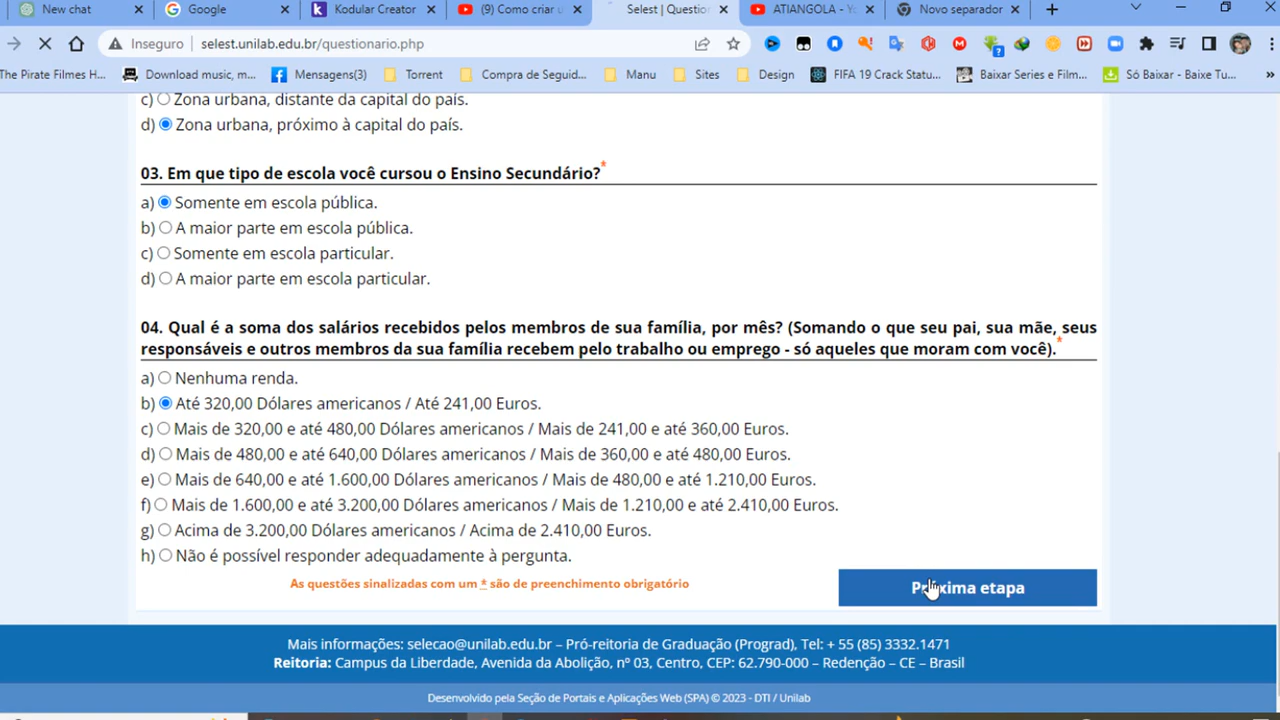 New chat
Google
Kodular Creator
(9) Como criar u
Selest | Questio
ATIANGOLA - Yo
Novo separador
Inseguro
selest.unilab.edu.br/questionario.php
The Pirate Filmes H...
Download music, m...
Mensagens(3)
Torrent
Compra de Seguid...
Manu
Sites
Design
FIFA 19 Crack Statu...
Baixar Series e Film...
Só Baixar - Baixe Tu...
c) Zona urbana, distante da capital do país.
d) Zona urbana, próximo à capital do país.
03. Em que tipo de escola você cursou o Ensino Secundário?*
a) Somente em escola pública.
b) A maior parte em escola pública.
c) Somente em escola particular.
d) A maior parte em escola particular.
04. Qual é a soma dos salários recebidos pelos membros de sua família, por mês? (Somando o que seu pai, sua mãe, seus
responsáveis e outros membros da sua família recebem pelo trabalho ou emprego - só aqueles que moram com você).*
a) Nenhuma renda.
b) Até 320,00 Dólares americanos / Até 241,00 Euros.
c) Mais de 320,00 e até 480,00 Dólares americanos / Mais de 241,00 e até 360,00 Euros.
d) Mais de 480,00 e até 640,00 Dólares americanos / Mais de 360,00 e até 480,00 Euros.
e) Mais de 640,00 e até 1.600,00 Dólares americanos / Mais de 480,00 e até 1.210,00 Euros.
f) Mais de 1.600,00 e até 3.200,00 Dólares americanos / Mais de 1.210,00 e até 2.410,00 Euros.
g) Acima de 3.200,00 Dólares americanos / Acima de 2.410,00 Euros.
h) Não é possível responder adequadamente à pergunta.
As questões sinalizadas com um * são de preenchimento obrigatório
Próxima etapa
Mais informações: selecao@unilab.edu.br – Pró-reitoria de Graduação (Prograd), Tel: + 55 (85) 3332.1471
Reitoria: Campus da Liberdade, Avenida da Abolição, nº 03, Centro, CEP: 62.790-000 – Redenção – CE – Brasil
Desenvolvido pela Seção de Portais e Aplicações Web (SPA) © 2023 - DTI / Unilab